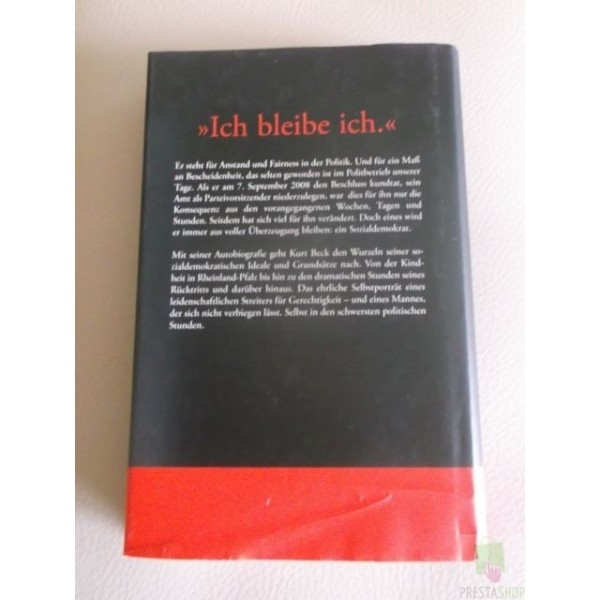 »Ich bleibe ich.«
Er steht für Anstand und Fairness in der Politik. Und für ein Maß
an Bescheidenheit, das selten geworden ist im Politbetrieb unserer
Tage. Als er am 7. September 2008 den Beschluss kundtat, sein
Amt als Parteivorsitzender niederzulegen, war dies für ihn nur die
Konsequenz aus den vorangegangenen Wochen, Tagen und
Stunden. Seitdem hat sich viel für ihn verändert. Doch eines wird
er immer aus voller Überzeugung bleiben: ein Sozialdemokrat.
Mit seiner Autobiografie geht Kurt Beck den Wurzeln seiner so-
zialdemokratischen Ideale und Grundsätze nach. Von der Kind-
heit in Rheinland-Pfalz bis hin zu den dramatischen Stunden seines
Rücktritts und darüber hinaus. Das ehrliche Selbstporträt eines
leidenschaftlichen Streiters für Gerechtigkeit – und eines Mannes,
der sich nicht verbiegen lässt. Selbst in den schwersten politischen
Stunden.
PRESTASHOP